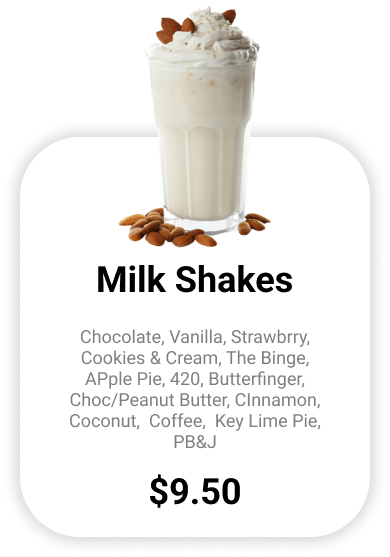 Milk Shakes
Chocolate, Vanilla, Strawbrry,
Cookies & Cream, The Binge,
APple Pie, 420, Butterfinger,
Choc/Peanut Butter, CInnamon,
Coconut,  Coffee,  Key Lime Pie,
PB&J
$9.50